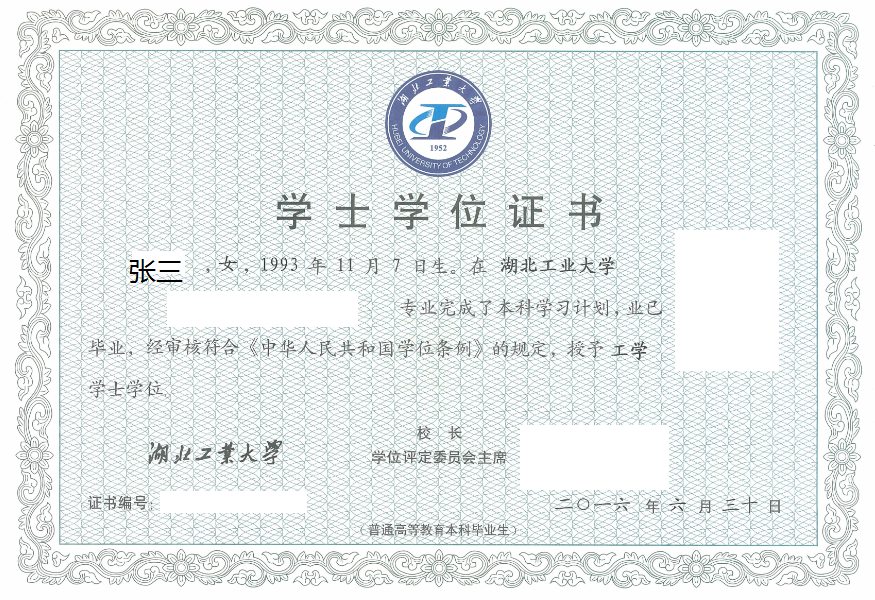 湖北工業大學
HUBEI UNIVERSITY OF TECHNOLOGY
1952
学士学位证书
张三，女，1993 年 11 月 7 日生。在 湖北工业大学
专业完成了本科学习计划，业已
毕业，经审核符合《中华人民共和国学位条例》的规定，授予 工学
学士学位。
湖北工業大學
校 长
学位评定委员会主席
证书编号：
二〇一六 年 六 月 三十 日
（普通高等教育本科毕业生）